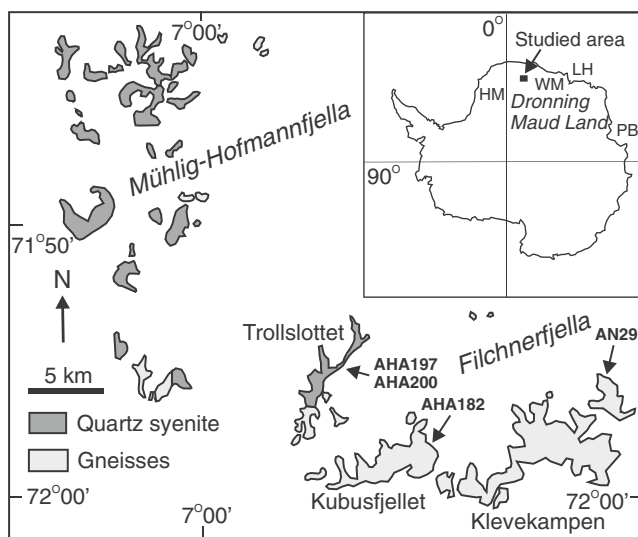 7°00'
0°
Studied area
HM
WM
LH
Dronning
Maud Land
PB
90°
Mühlig-Hofmannfjella
71°50'
N
5 km
Quartz syenite
Gneisses
Trollslottet
Filchnerfjella
AHA197
AHA200
AN29
AHA182
Kubusfjellet
Klevekampen
72°00'
72°00'
7°00'